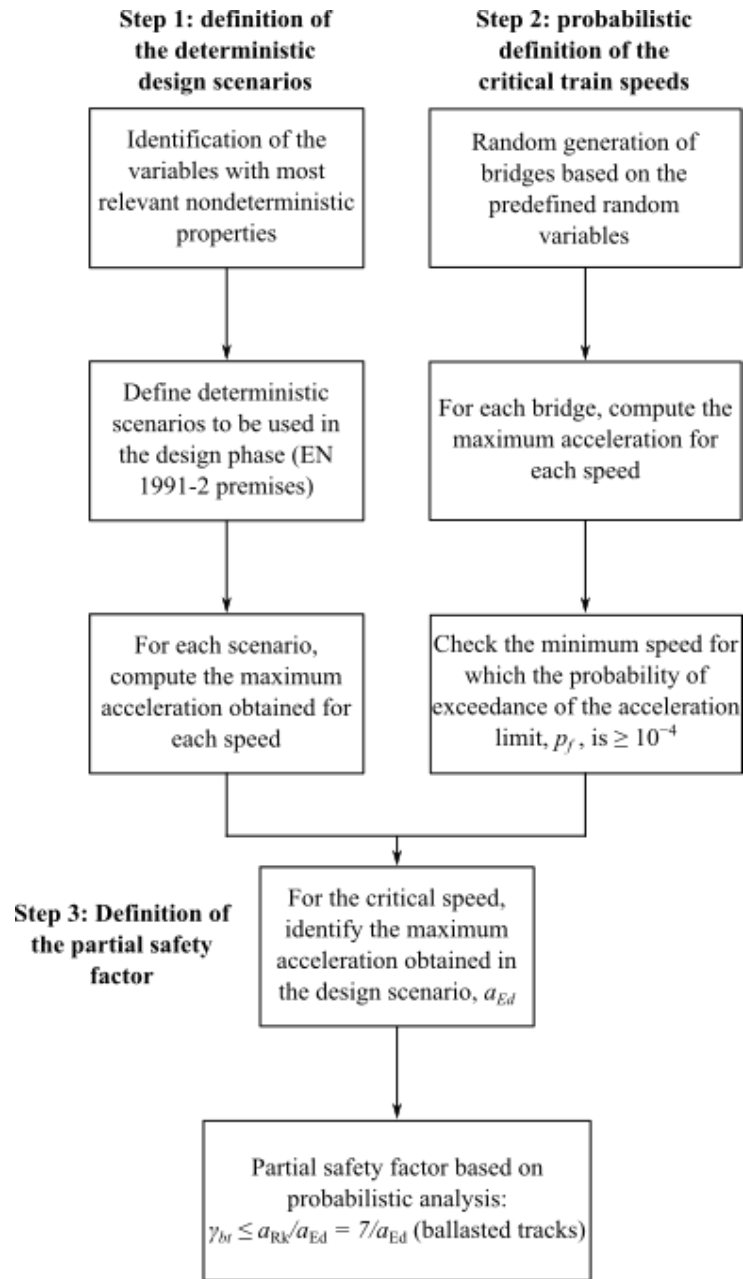 Step 1: definition of
the deterministic
design scenarios
Identification of the
variables with most
relevant nondeterministic
properties
Define deterministic
scenarios to be used in
the design phase (EN
1991-2 premises)
For each scenario,
compute the maximum
acceleration obtained for
each speed
Step 2: probabilistic
definition of the
critical train speeds
Random generation of
bridges based on the
predefined random
variables
For each bridge, compute the
maximum acceleration for
each speed
Check the minimum speed for
which the probability of
exceedance of the acceleration
limit, p_f , is ≥ 10⁻⁴
Step 3: Definition of
the partial safety
factor
For the critical speed,
identify the maximum
acceleration obtained in
the design scenario, a_Ed
Partial safety factor based on
probabilistic analysis:
γ_bt ≤ a_Rk/a_Ed = 7/a_Ed (ballasted tracks)